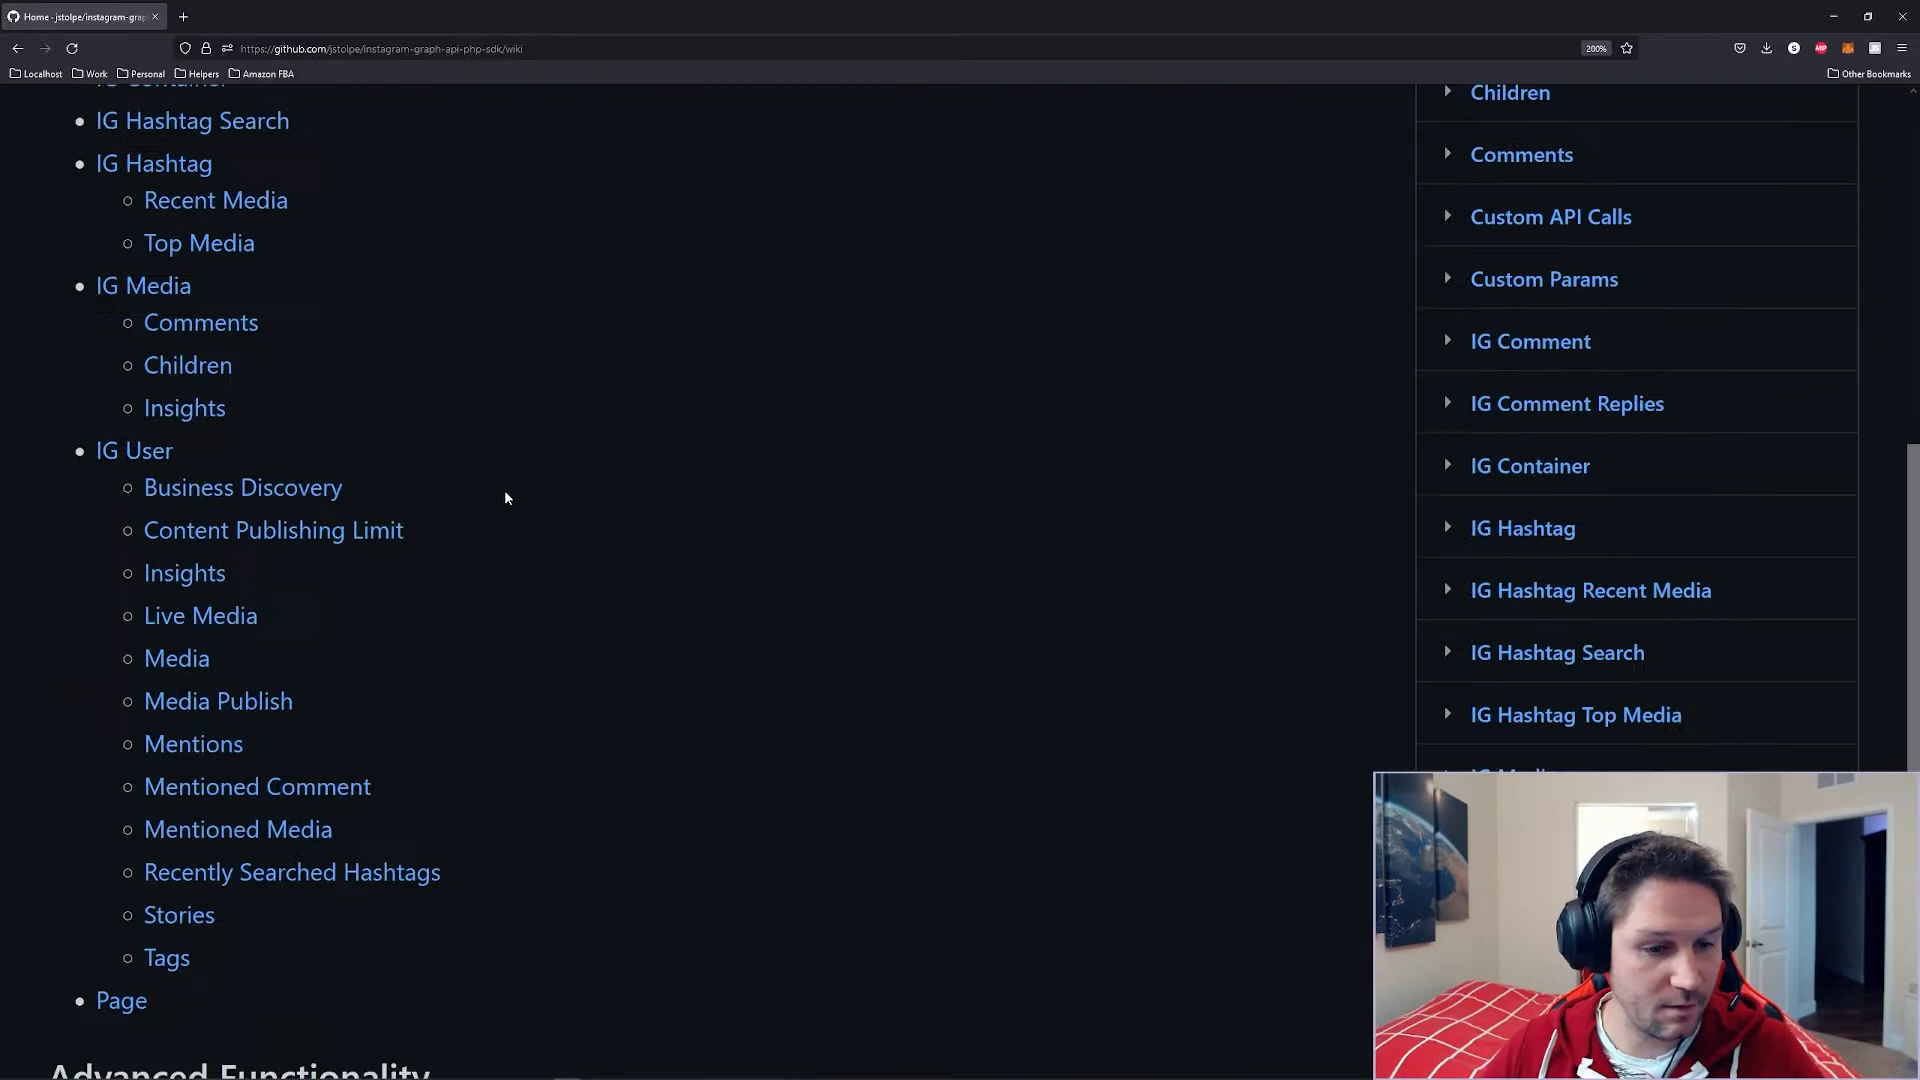 Home · jstolpe/instagram-grap
https://github.com/jstolpe/instagram-graph-api-php-sdk/wiki
200%
Localhost
Work
Personal
Helpers
Amazon FBA
Other Bookmarks
IG Container
IG Hashtag Search
IG Hashtag
Recent Media
Top Media
IG Media
Comments
Children
Insights
IG User
Business Discovery
Content Publishing Limit
Insights
Live Media
Media
Media Publish
Mentions
Mentioned Comment
Mentioned Media
Recently Searched Hashtags
Stories
Tags
Page
Advanced Functionality
Children
Comments
Custom API Calls
Custom Params
IG Comment
IG Comment Replies
IG Container
IG Hashtag
IG Hashtag Recent Media
IG Hashtag Search
IG Hashtag Top Media
IG Media